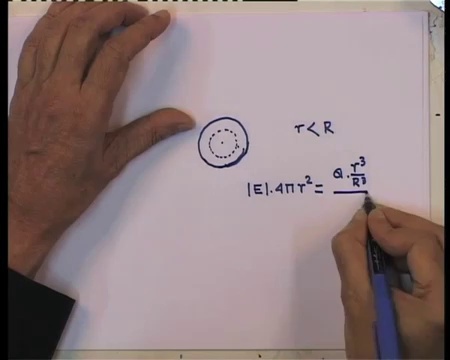 r < R
|E|.4πr² = Q.r³/R³